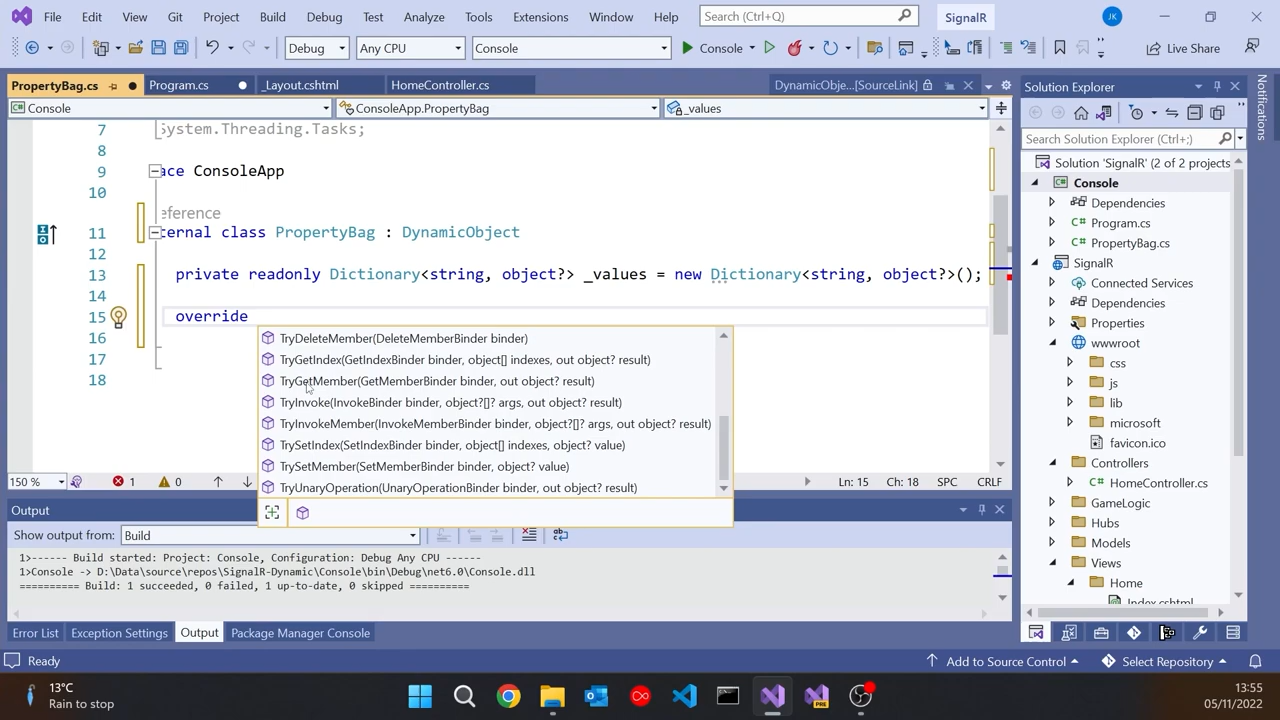 File Edit View Git Project Build Debug Test Analyze Tools Extensions Window Help Search (Ctrl+Q) SignalR JK
Debug Any CPU Console Console Live Share
PropertyBag.cs Program.cs _Layout.cshtml HomeController.cs DynamicObje...[SourceLink]
Console ConsoleApp.PropertyBag _values
7 System.Threading.Tasks;
8
9 ace ConsoleApp
10
eference
11 ternal class PropertyBag : DynamicObject
12
13 private readonly Dictionary<string, object?> _values = new Dictionary<string, object?>();
14
15 override
16
17
18
TryDeleteMember(DeleteMemberBinder binder)
TryGetIndex(GetIndexBinder binder, object[] indexes, out object? result)
TryGetMember(GetMemberBinder binder, out object? result)
TryInvoke(InvokeBinder binder, object?[]? args, out object? result)
TryInvokeMember(InvokeMemberBinder binder, object?[]? args, out object? result)
TrySetIndex(SetIndexBinder binder, object[] indexes, object? value)
TrySetMember(SetMemberBinder binder, object? value)
TryUnaryOperation(UnaryOperationBinder binder, out object? result)
150 % 1 0 Ln: 15 Ch: 18 SPC CRLF
Output
Show output from: Build
1>------ Build started: Project: Console, Configuration: Debug Any CPU ------
1>Console -> D:\Data\source\repos\SignalR-Dynamic\Console\bin\Debug\net6.0\Console.dll
========== Build: 1 succeeded, 0 failed, 1 up-to-date, 0 skipped ==========
Error List Exception Settings Output Package Manager Console
Solution Explorer
Search Solution Explorer (Ctrl+;)
Solution 'SignalR' (2 of 2 projects
Console
Dependencies
C# Program.cs
C# PropertyBag.cs
SignalR
Connected Services
Dependencies
Properties
wwwroot
css
js
lib
microsoft
favicon.ico
Controllers
C# HomeController.cs
GameLogic
Hubs
Models
Views
Home
Index.cshtml
Notifications
Ready Add to Source Control Select Repository
13°C
Rain to stop
PRE
13:55
05/11/2022